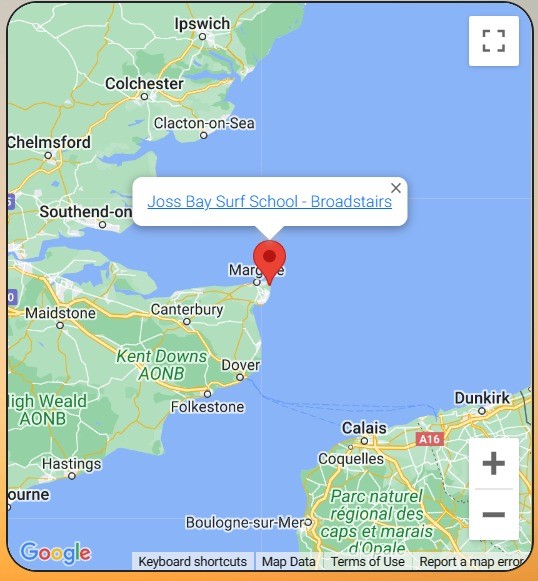 Ipswich
Colchester
Clacton-on-Sea
Chelmsford
Joss Bay Surf School - Broadstairs
Southend-on
Margate
Maidstone
Canterbury
Kent Downs
AONB
Dover
igh Weald
AONB
Folkestone
Dunkirk
Calais
A16
Coquelles
Hastings
ourne
Parc naturel
régional des
caps et marais
d'Opale
Boulogne-sur-Mer
Google
Keyboard shortcuts
Map Data
Terms of Use
Report a map error